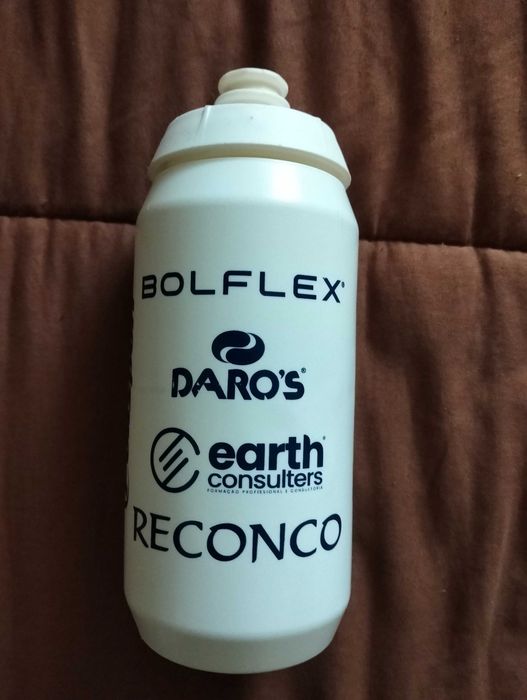 BOLFLEX®
DARO'S®
earth®
consulters
FORMAÇÃO PROFISSIONAL E CONSULTORIA
RECONCO